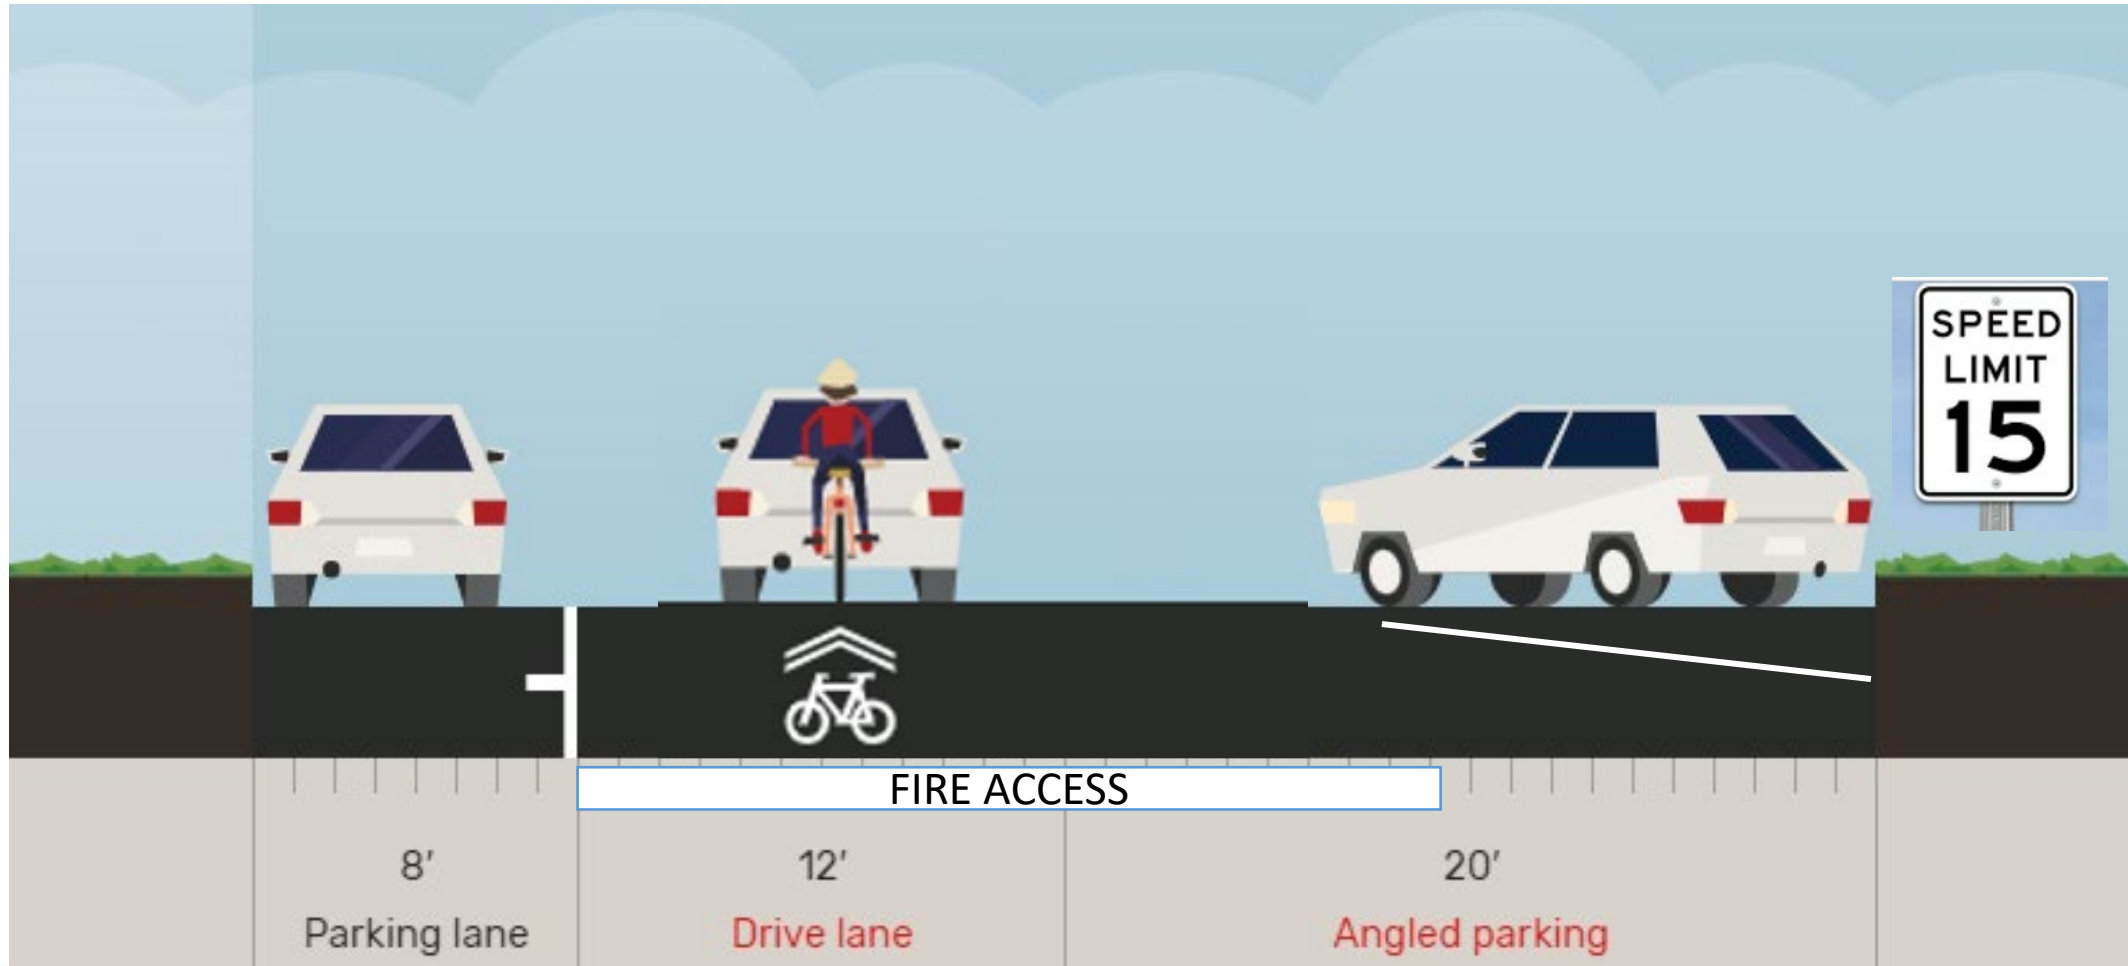 SPEED
LIMIT
15
FIRE ACCESS
8'
12'
20'
Parking lane
Drive lane
Angled parking